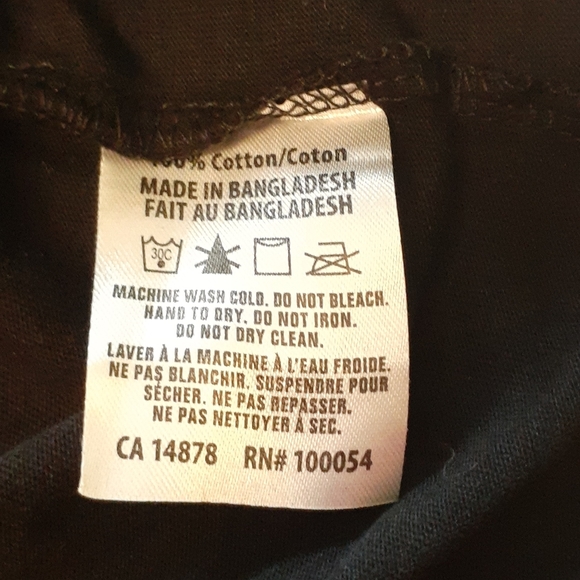 100% Cotton/Coton
MADE IN BANGLADESH
FAIT AU BANGLADESH
30C
MACHINE WASH COLD. DO NOT BLEACH.
HAND TO DRY. DO NOT IRON.
DO NOT DRY CLEAN.
LAVER À LA MACHINE À L'EAU FROIDE.
NE PAS BLANCHIR. SUSPENDRE POUR
SÉCHER. NE PAS REPASSER.
NE PAS NETTOYER À SEC.
CA 14878 RN# 100054